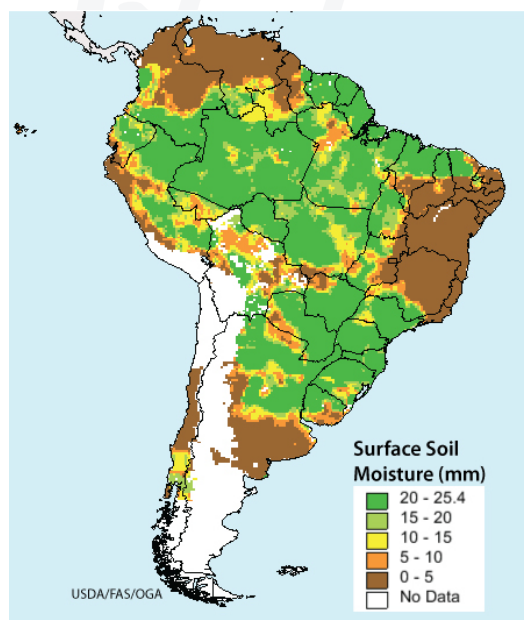 Surface Soil
Moisture (mm)
20 - 25.4
15 - 20
10 - 15
5 - 10
0 - 5
No Data
USDA/FAS/OGA